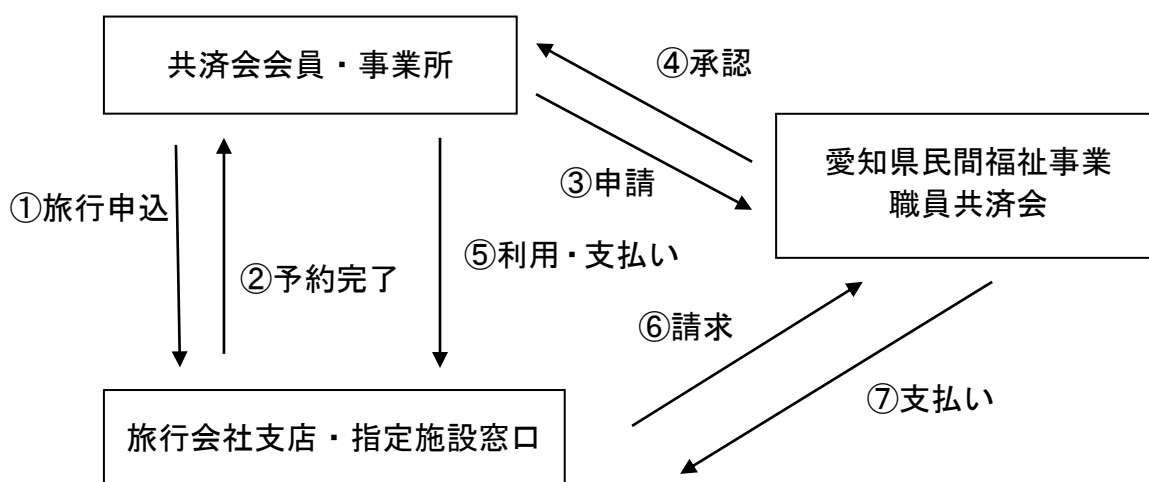 共済会会員・事業所
④承認
愛知県民間福祉事業
職員共済会
③申請
①旅行申込
⑤利用・支払い
②予約完了
⑥請求
⑦支払い
旅行会社支店・指定施設窓口